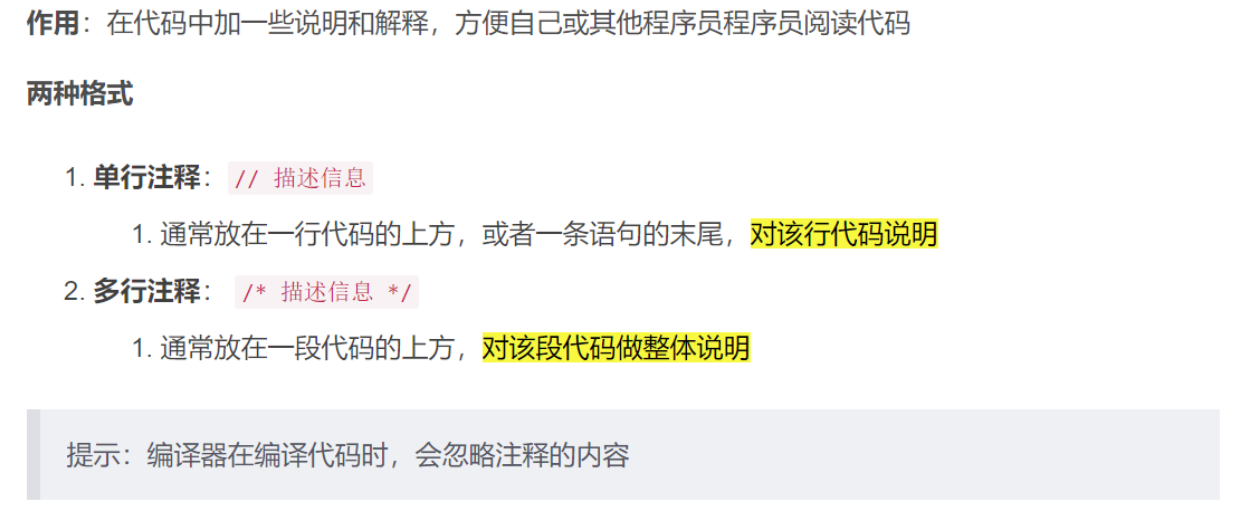 作用：在代码中加一些说明和解释，方便自己或其他程序员程序员阅读代码
两种格式
1. 单行注释： // 描述信息
1. 通常放在一行代码的上方，或者一条语句的末尾，对该行代码说明
2. 多行注释： /* 描述信息 */
1. 通常放在一段代码的上方，对该段代码做整体说明
提示：编译器在编译代码时，会忽略注释的内容